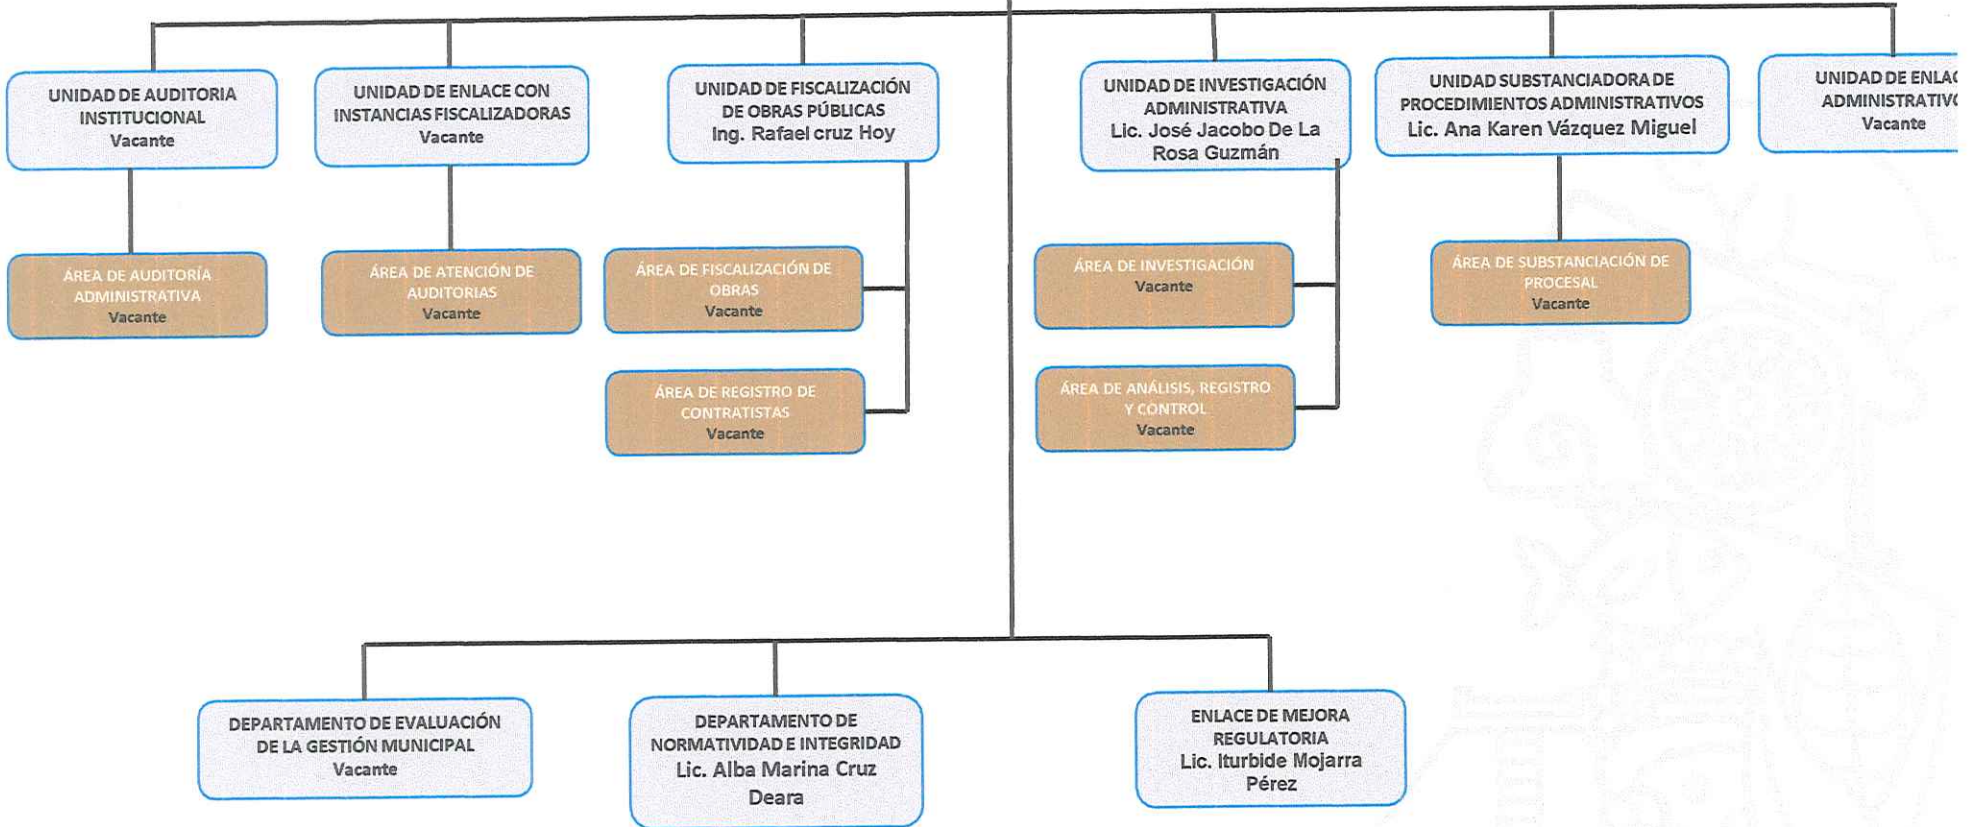 UNIDAD DE AUDITORIA
INSTITUCIONAL
Vacante
UNIDAD DE ENLACE CON
INSTANCIAS FISCALIZADORAS
Vacante
UNIDAD DE FISCALIZACIÓN
DE OBRAS PÚBLICAS
Ing. Rafael cruz Hoy
UNIDAD DE INVESTIGACIÓN
ADMINISTRATIVA
Lic. José Jacobo De La
Rosa Guzmán
UNIDAD SUBSTANCIADORA DE
PROCEDIMIENTOS ADMINISTRATIVOS
Lic. Ana Karen Vázquez Miguel
UNIDAD DE
Vacante
ÁREA DE AUDITORÍA
ADMINISTRATIVA
Vacante
ÁREA DE ATENCIÓN DE
AUDITORIAS
Vacante
ÁREA DE FISCALIZACIÓN DE
OBRAS
Vacante
ÁREA DE REGISTRO DE
CONTRATISTAS
Vacante
ÁREA DE INVESTIGACIÓN
Vacante
ÁREA DE ANÁLISIS, REGISTRO
Y CONTROL
Vacante
ÁREA DE SUBSTANCIACIÓN DE
PROCESAL
Vacante
DEPARTAMENTO DE EVALUACIÓN
DE LA GESTIÓN MUNICIPAL
Vacante
DEPARTAMENTO DE
NORMATIVIDAD E INTEGRIDAD
Lic. Alba Marina Cruz
Deara
ENLACE DE MEJORA
REGULATORIA
Lic. Iturbide Mojarra
Pérez